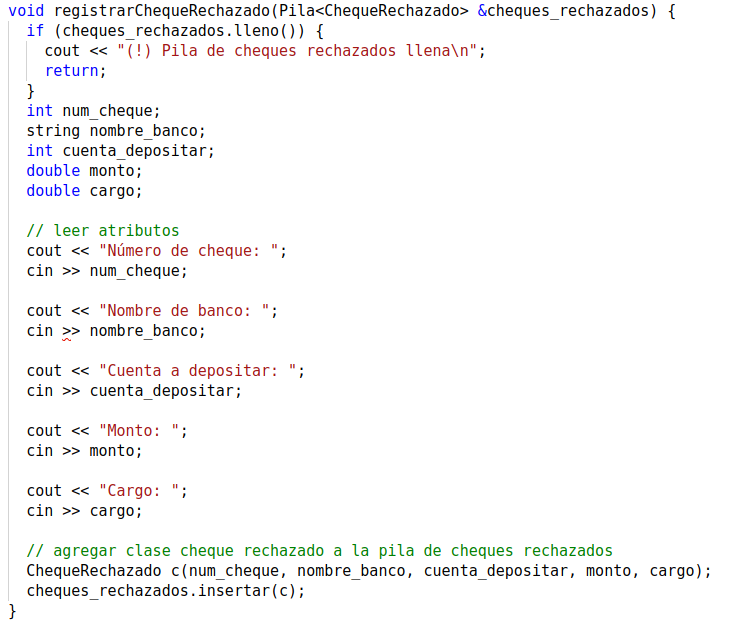 void registrarChequeRechazado(Pila<ChequeRechazado> &cheques_rechazados) {
  if (cheques_rechazados.lleno()) {
    cout << "(!) Pila de cheques rechazados llena\n";
    return;
  }
  int num_cheque;
  string nombre_banco;
  int cuenta_depositar;
  double monto;
  double cargo;

  // leer atributos
  cout << "Número de cheque: ";
  cin >> num_cheque;

  cout << "Nombre de banco: ";
  cin >> nombre_banco;

  cout << "Cuenta a depositar: ";
  cin >> cuenta_depositar;

  cout << "Monto: ";
  cin >> monto;

  cout << "Cargo: ";
  cin >> cargo;

  // agregar clase cheque rechazado a la pila de cheques rechazados
  ChequeRechazado c(num_cheque, nombre_banco, cuenta_depositar, monto, cargo);
  cheques_rechazados.insertar(c);
}